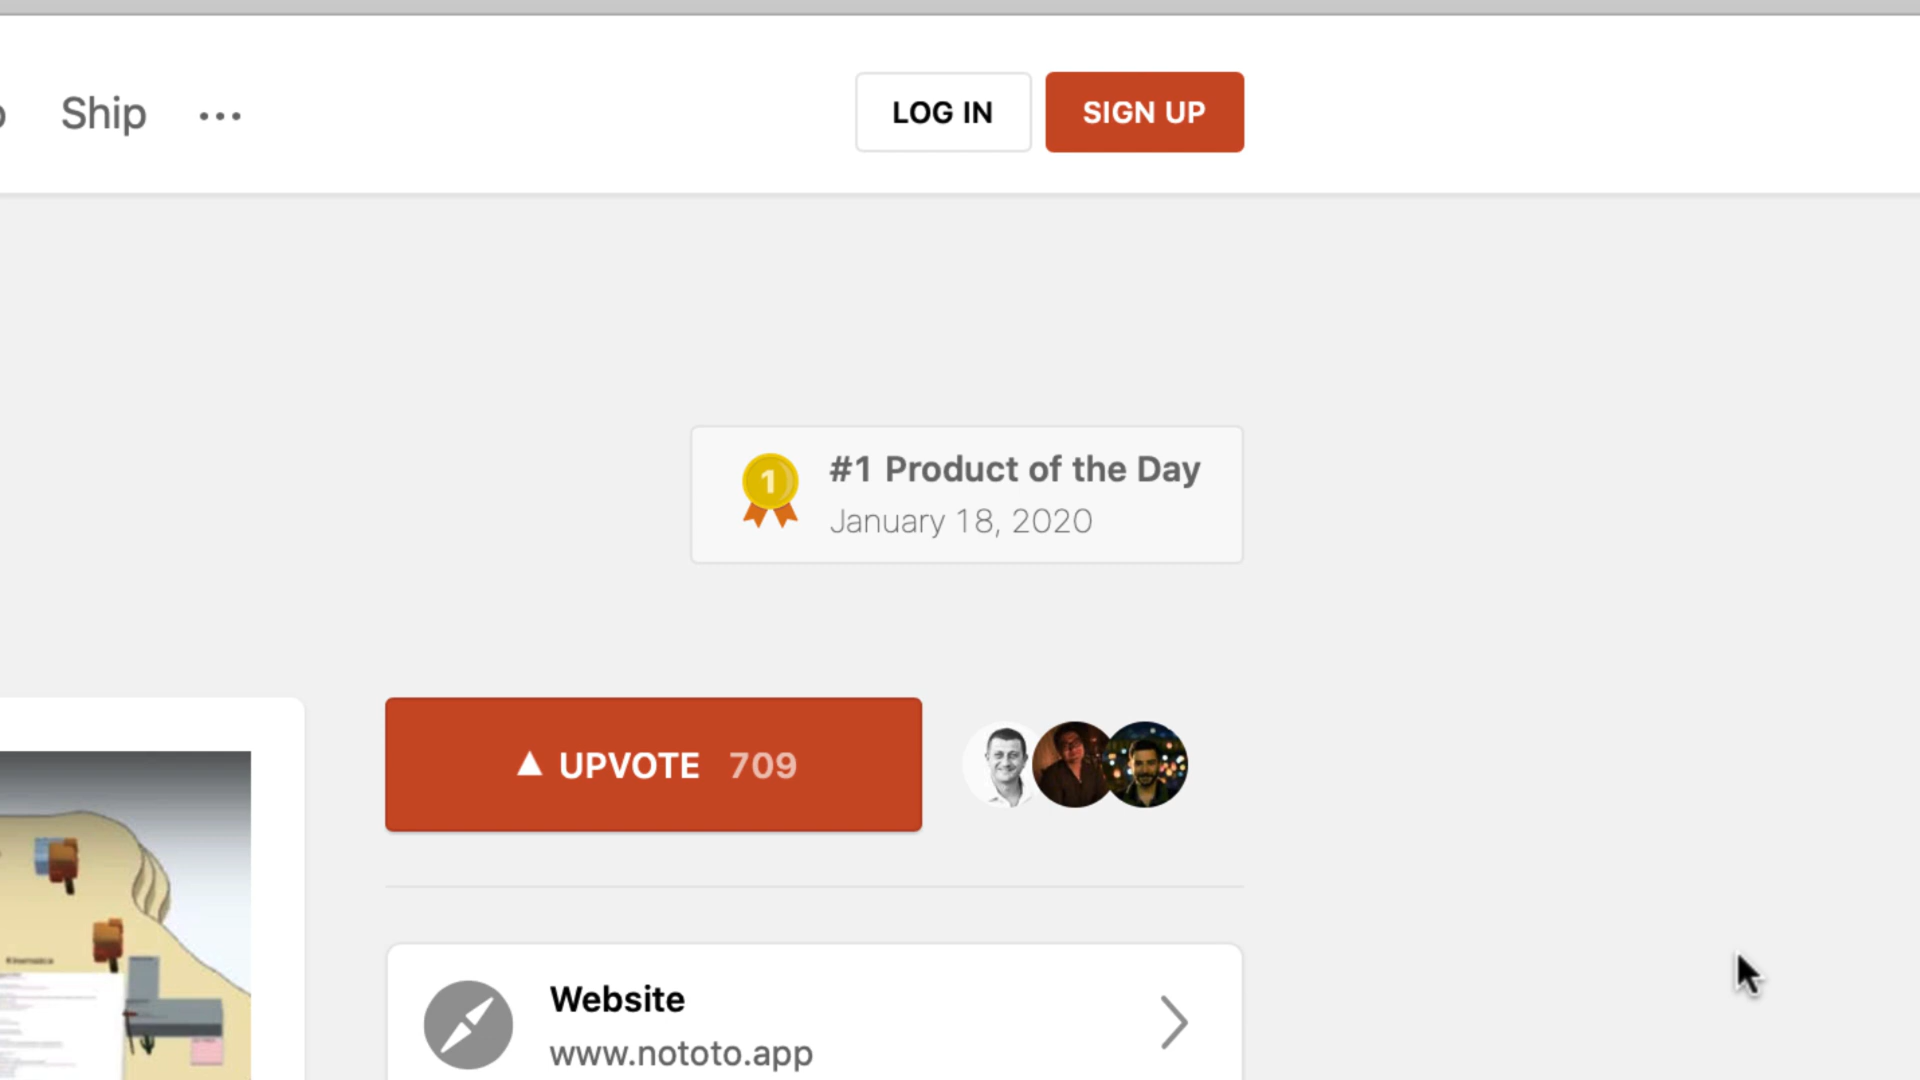 Ship
LOG IN
SIGN UP
1
#1 Product of the Day
January 18, 2020
UPVOTE 709
Website
www.nototo.app